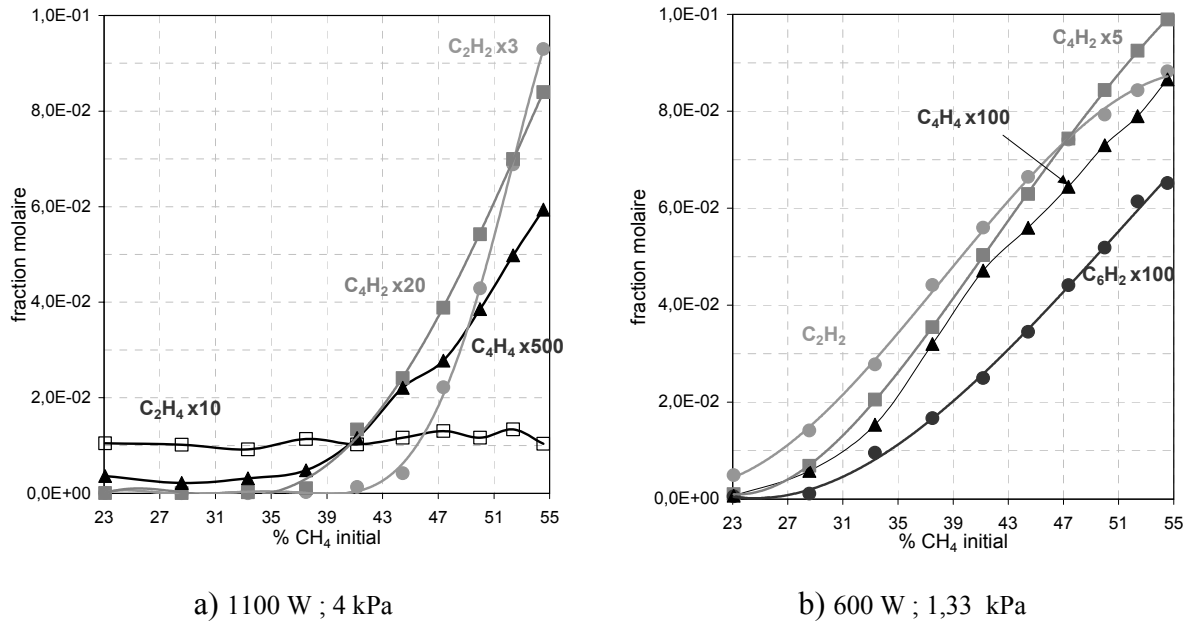 1,0E-01
8,0E-02
6,0E-02
4,0E-02
2,0E-02
0,0E+00
fraction molaire
C₂H₂ x3
C₄H₂ x20
C₄H₄ x500
C₂H₄ x10
23 27 31 35 39 43 47 51 55
% CH₄ initial
a) 1100 W ; 4 kPa
1,0E-01
8,0E-02
6,0E-02
4,0E-02
2,0E-02
0,0E+00
fraction molaire
C₄H₂ x5
C₄H₄ x100
C₆H₂ x100
C₂H₂
23 27 31 35 39 43 47 51 55
% CH₄ initial
b) 600 W ; 1,33 kPa